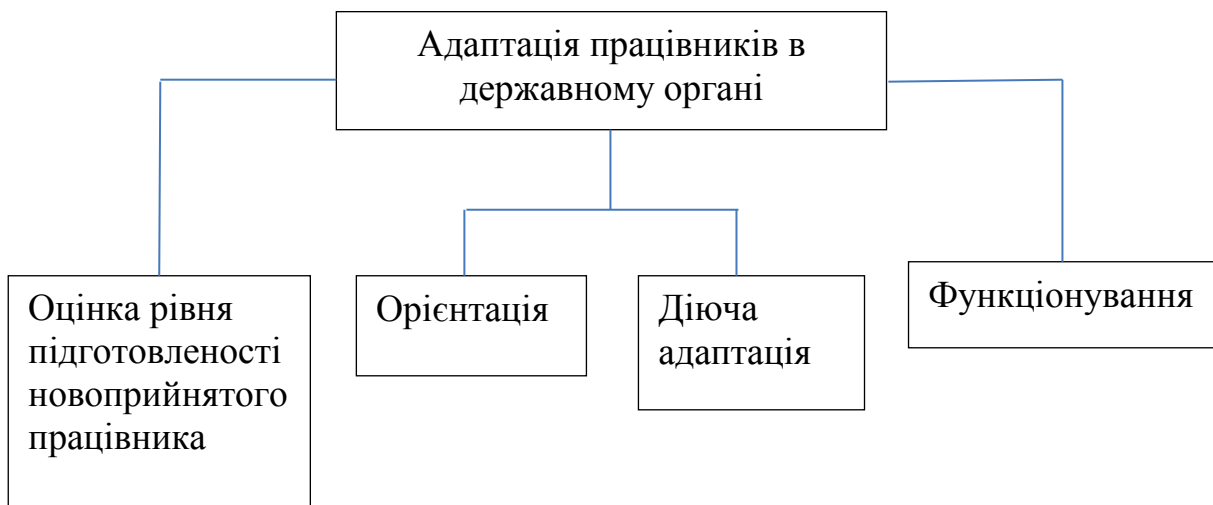 Адаптація працівників в
державному органі
Оцінка рівня
підготовленості
новоприйнятого
працівника
Орієнтація
Діюча
адаптація
Функціонування